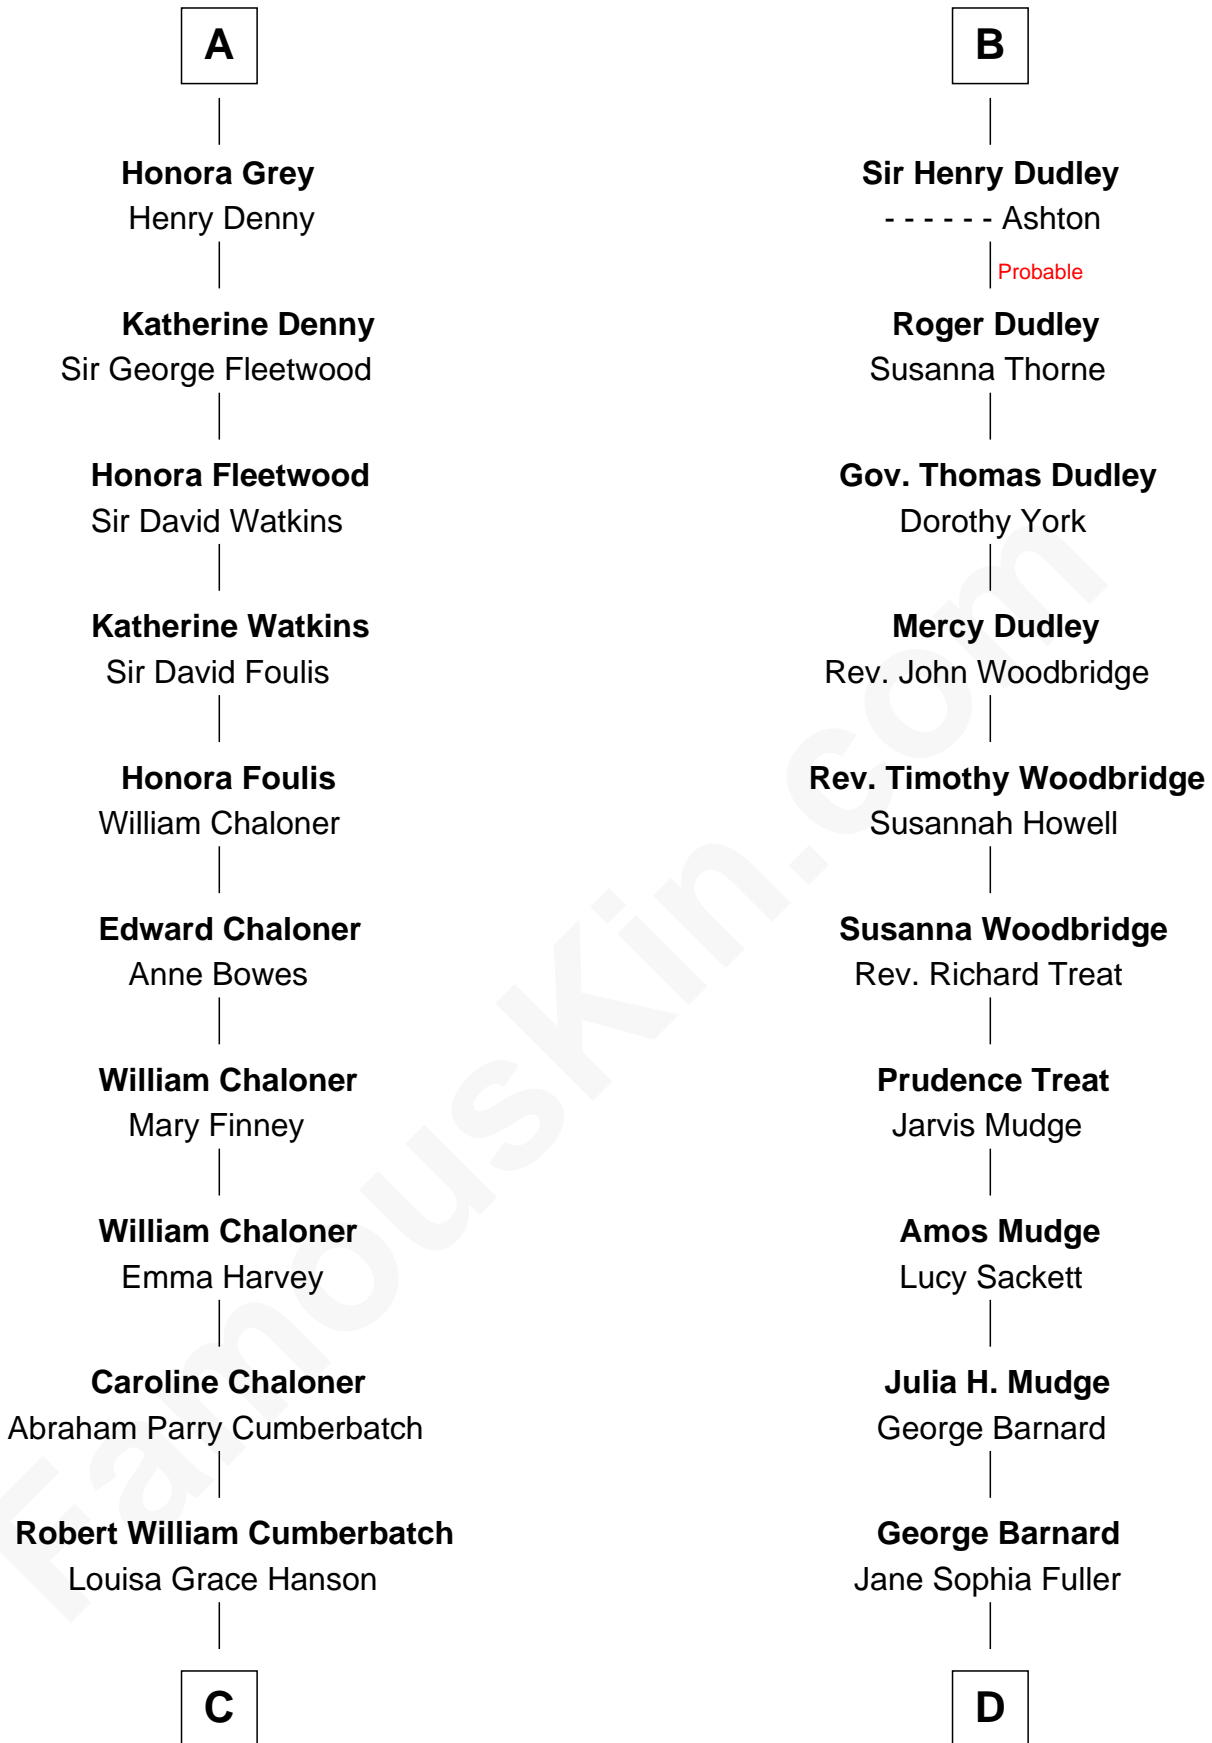 A
Honora Grey
Henry Denny
Katherine Denny
Sir George Fleetwood
Honora Fleetwood
Sir David Watkins
Katherine Watkins
Sir David Foulis
Honora Foulis
William Chaloner
Edward Chaloner
Anne Bowes
William Chaloner
Mary Finney
William Chaloner
Emma Harvey
Caroline Chaloner
Abraham Parry Cumberbatch
Robert William Cumberbatch
Louisa Grace Hanson
C
B
Sir Henry Dudley
- - - - - - Ashton
Probable
Roger Dudley
Susanna Thorne
Gov. Thomas Dudley
Dorothy York
Mercy Dudley
Rev. John Woodbridge
Rev. Timothy Woodbridge
Susannah Howell
Susanna Woodbridge
Rev. Richard Treat
Prudence Treat
Jarvis Mudge
Amos Mudge
Lucy Sackett
Julia H. Mudge
George Barnard
George Barnard
Jane Sophia Fuller
D
FamousKin.com